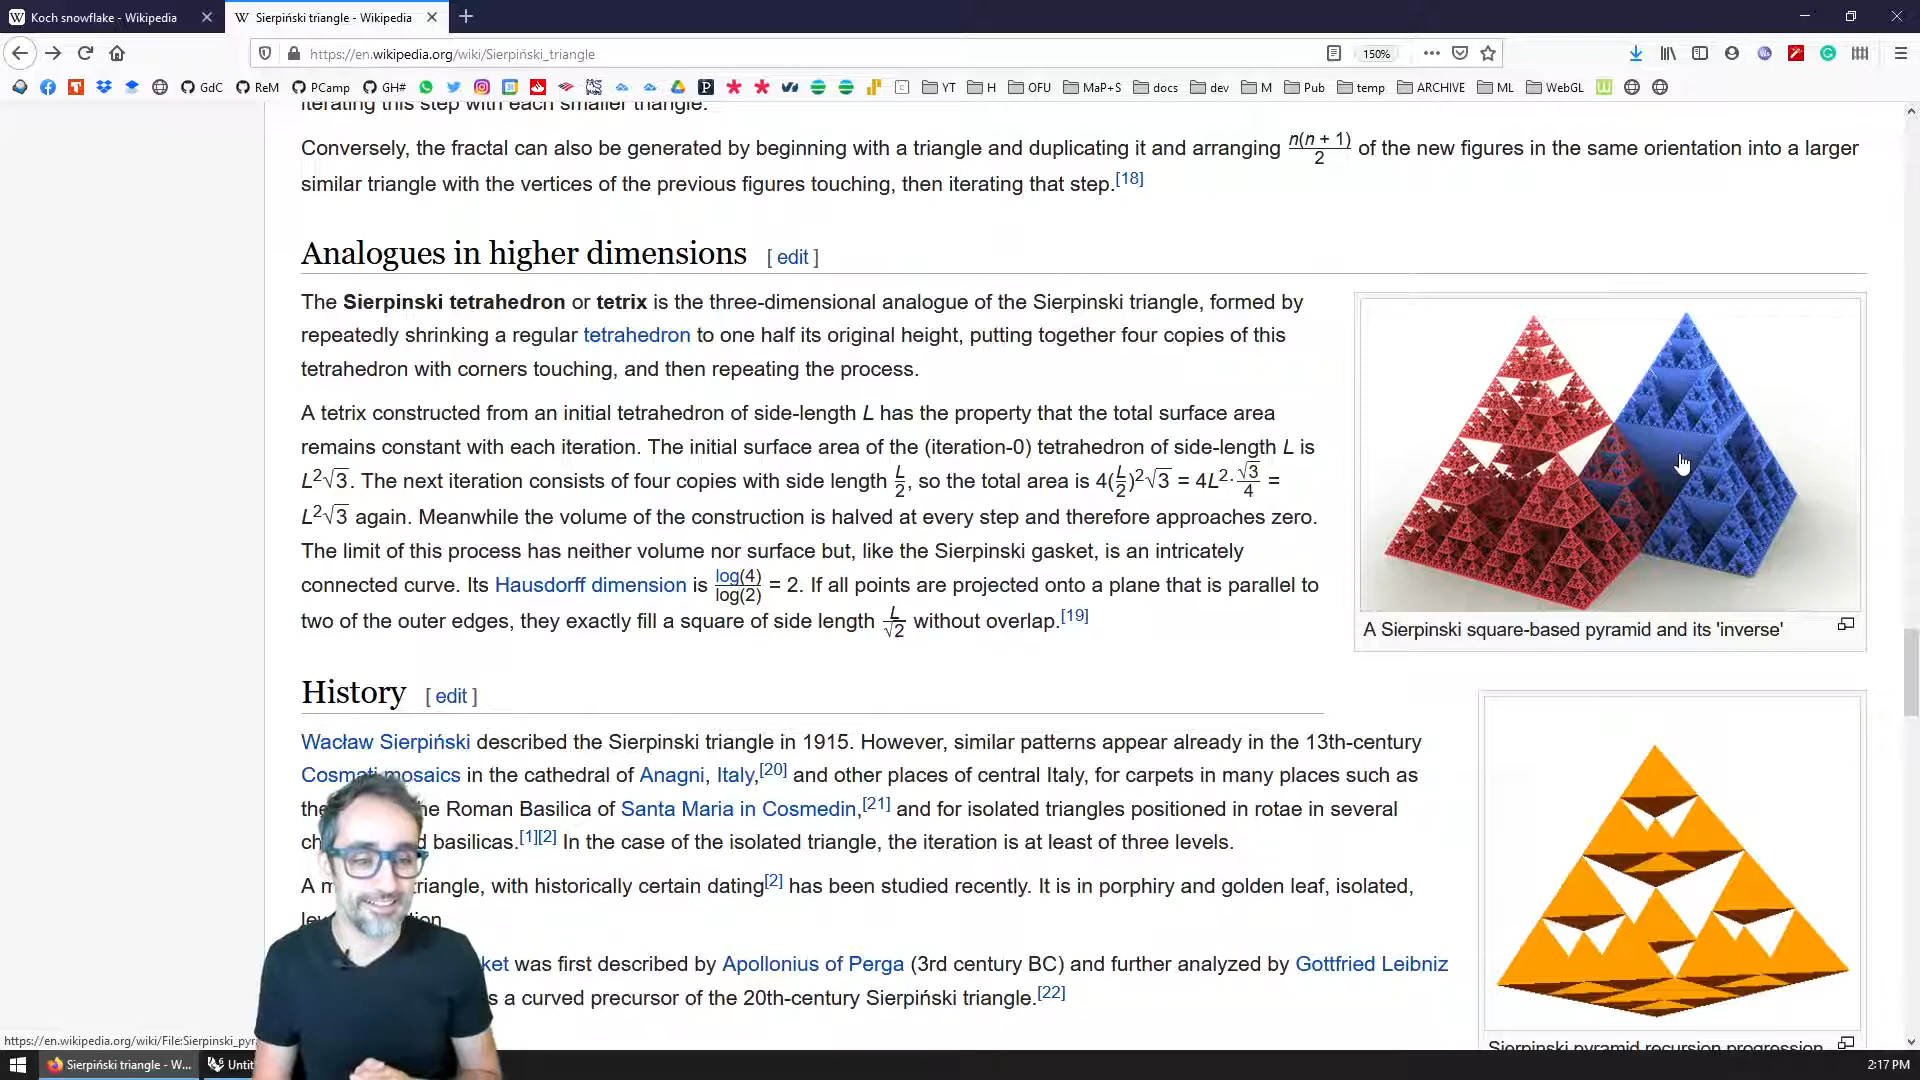 Koch snowflake - Wikipedia
Sierpiński triangle - Wikipedia
https://en.wikipedia.org/wiki/Sierpiński_triangle
150%
GdC
ReM
PCamp
GH#
YT
H
OFU
MaP+S
docs
dev
M
Pub
temp
ARCHIVE
ML
WebGL
iterating this step with each smaller triangle.
Conversely, the fractal can also be generated by beginning with a triangle and duplicating it and arranging n(n + 1)/2 of the new figures in the same orientation into a larger
similar triangle with the vertices of the previous figures touching, then iterating that step.[18]
Analogues in higher dimensions [ edit ]
The Sierpinski tetrahedron or tetrix is the three-dimensional analogue of the Sierpinski triangle, formed by
repeatedly shrinking a regular tetrahedron to one half its original height, putting together four copies of this
tetrahedron with corners touching, and then repeating the process.
A tetrix constructed from an initial tetrahedron of side-length L has the property that the total surface area
remains constant with each iteration. The initial surface area of the (iteration-0) tetrahedron of side-length L is
L²√3. The next iteration consists of four copies with side length L/2, so the total area is 4(L/2)²√3 = 4L²·√3/4 =
L²√3 again. Meanwhile the volume of the construction is halved at every step and therefore approaches zero.
The limit of this process has neither volume nor surface but, like the Sierpinski gasket, is an intricately
connected curve. Its Hausdorff dimension is log(4)/log(2) = 2. If all points are projected onto a plane that is parallel to
two of the outer edges, they exactly fill a square of side length L/√2 without overlap.[19]
A Sierpinski square-based pyramid and its 'inverse'
History [ edit ]
Wacław Sierpiński described the Sierpinski triangle in 1915. However, similar patterns appear already in the 13th-century
Cosmati mosaics in the cathedral of Anagni, Italy,[20] and other places of central Italy, for carpets in many places such as
the Roman Basilica of Santa Maria in Cosmedin,[21] and for isolated triangles positioned in rotae in several
basilicas.[1][2] In the case of the isolated triangle, the iteration is at least of three levels.
A triangle, with historically certain dating[2] has been studied recently. It is in porphiry and golden leaf, isolated,
ket was first described by Apollonius of Perga (3rd century BC) and further analyzed by Gottfried Leibniz
s a curved precursor of the 20th-century Sierpiński triangle.[22]
Sierpinski pyramid recursion progression
https://en.wikipedia.org/wiki/File:Sierpinski_pyr
Sierpiński triangle - W...
Untit
2:17 PM